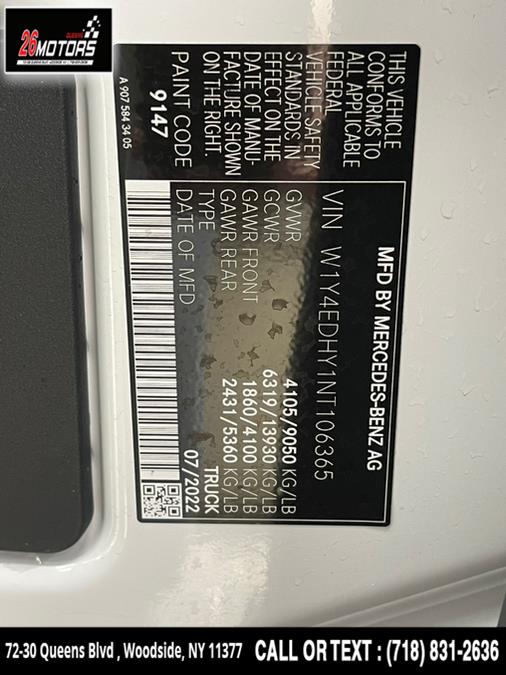 QUEENS
26MOTORS
MFD BY MERCEDES-BENZ AG
VIN W1Y4EDHY1NT106365
THIS VEHICLE
CONFORMS TO
ALL APPLICABLE
FEDERAL
VEHICLE SAFETY
STANDARDS IN
EFFECT ON THE
DATE OF MANU-
FACTURE SHOWN
ON THE RIGHT.
PAINT CODE
9147
GVWR 4105/9050 KG/LB
GCWR 6319/13930 KG/LB
GAWR FRONT 1860/4100 KG/LB
GAWR REAR 2431/5360 KG/LB
TYPE TRUCK
DATE OF MFD 07/2022
A 907 584 34 05
72-30 Queens Blvd , Woodside, NY 11377 CALL OR TEXT : (718) 831-2636